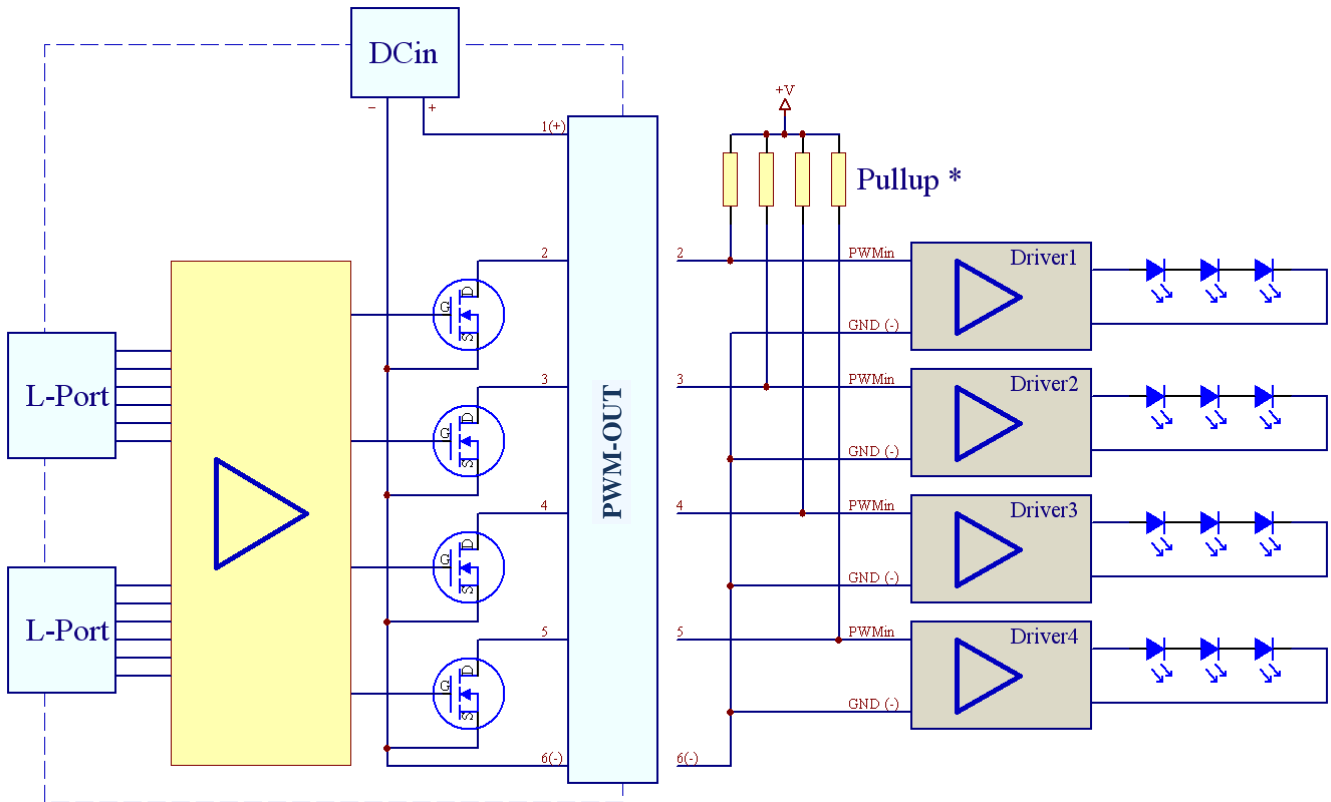 DCin
− +
+V
1(+)
Pullup *
2
2
PWMin
Driver1
G D S
GND (-)
L-Port
3
3
PWMin
Driver2
G D S
GND (-)
PWM-OUT
4
4
PWMin
Driver3
G D S
GND (-)
L-Port
5
5
PWMin
Driver4
G D S
GND (-)
6(-)
6(-)